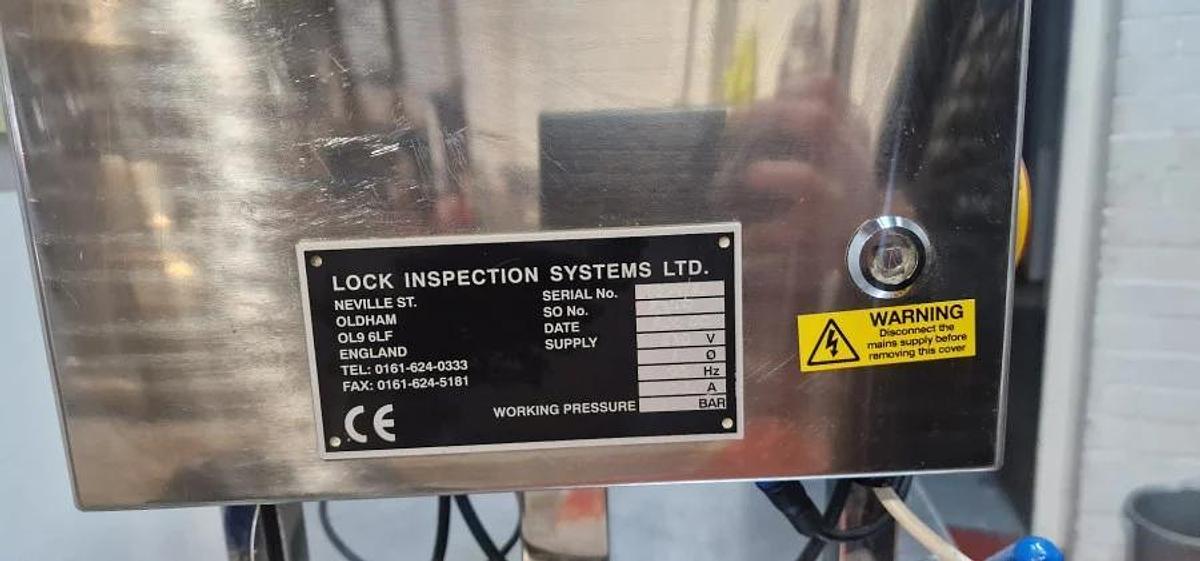 LOCK INSPECTION SYSTEMS LTD.
NEVILLE ST.
OLDHAM
OL9 6LF
ENGLAND
TEL: 0161-624-0333
FAX: 0161-624-5181
CE
SERIAL No.
SO No.
DATE
SUPPLY
V
Ø
Hz
A
WORKING PRESSURE BAR
WARNING
Disconnect the
mains supply before
removing this cover